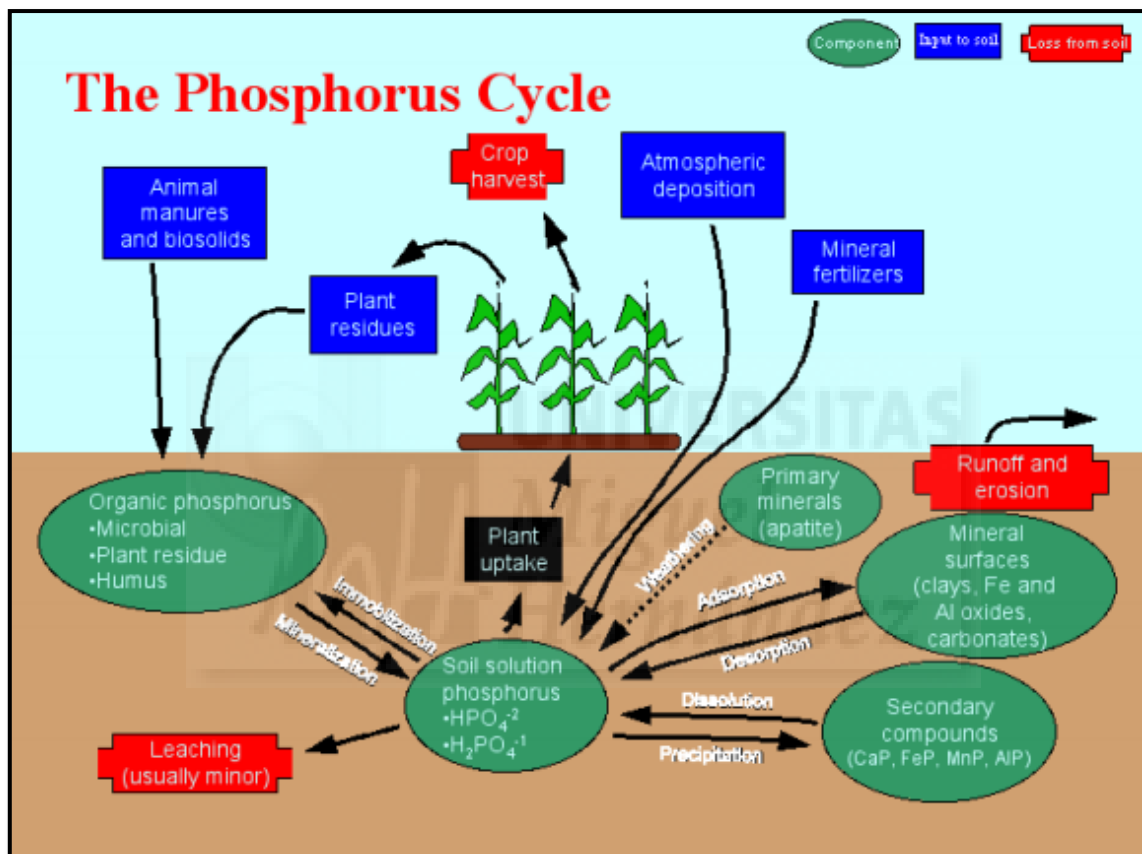 Component
Input to soil
Loss from soil
The Phosphorus Cycle
Crop
harvest
Atmospheric
deposition
Animal
manures
and biosolids
Mineral
fertilizers
Plant
residues
UNIVERSITAS
Miguel
Hernández
Organic phosphorus
•Microbial
•Plant residue
•Humus
Plant
uptake
Primary
minerals
(apatite)
Runoff and
erosion
Mineral
surfaces
(clays, Fe and
Al oxides,
carbonates)
Weathering
Adsorption
Desorption
Immobilization
Mineralization
Soil solution
phosphorus
•HPO₄⁻²
•H₂PO₄⁻¹
Dissolution
Precipitation
Secondary
compounds
(CaP, FeP, MnP, AlP)
Leaching
(usually minor)